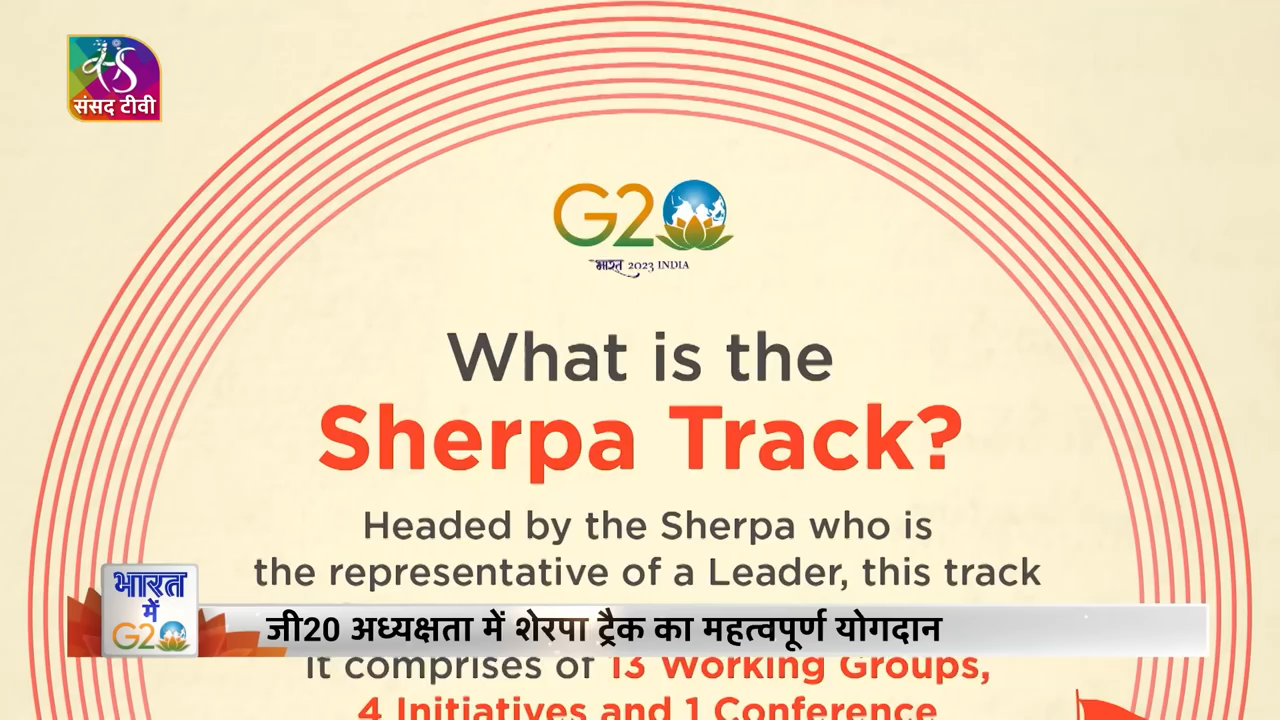 संसद टीवी
G20
भारत 2023 INDIA
What is the
Sherpa Track?
Headed by the Sherpa who is
the representative of a Leader, this track
भारत
में
G20
जी20 अध्यक्षता में शेरपा ट्रैक का महत्वपूर्ण योगदान
It comprises of 13 Working Groups,
4 Initiatives and 1 Conference